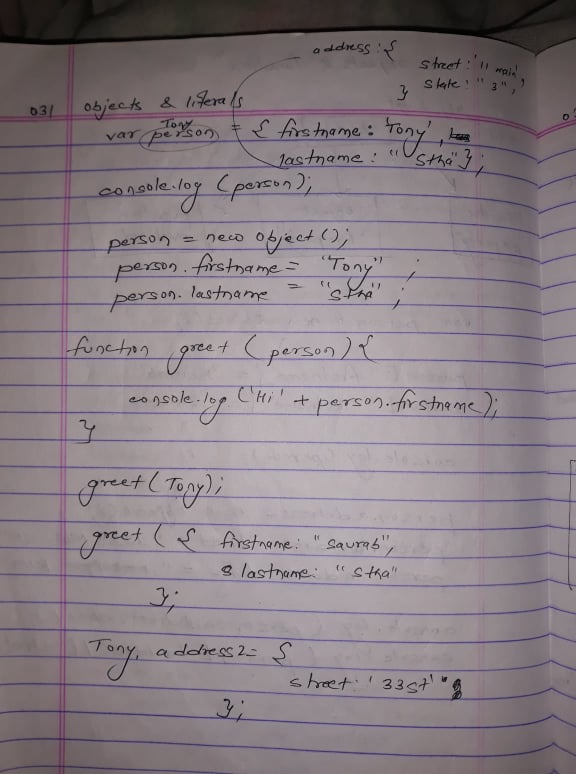 address : {
street : '11 main',
} state : "3",
031 objects & literals
Tony
var person = { firstname : 'Tony',
lastname : "Stha"};
console.log (person);
person = new object ();
person. firstname = "Tony" ;
person. lastname = "Stha" ;
function greet (person) {
console.log ('Hi' + person.firstname);
}
greet (Tony);
greet ( { firstname: "saurab",
lastname: "stha"
};
Tony. address2 = {
street: '33st'
};